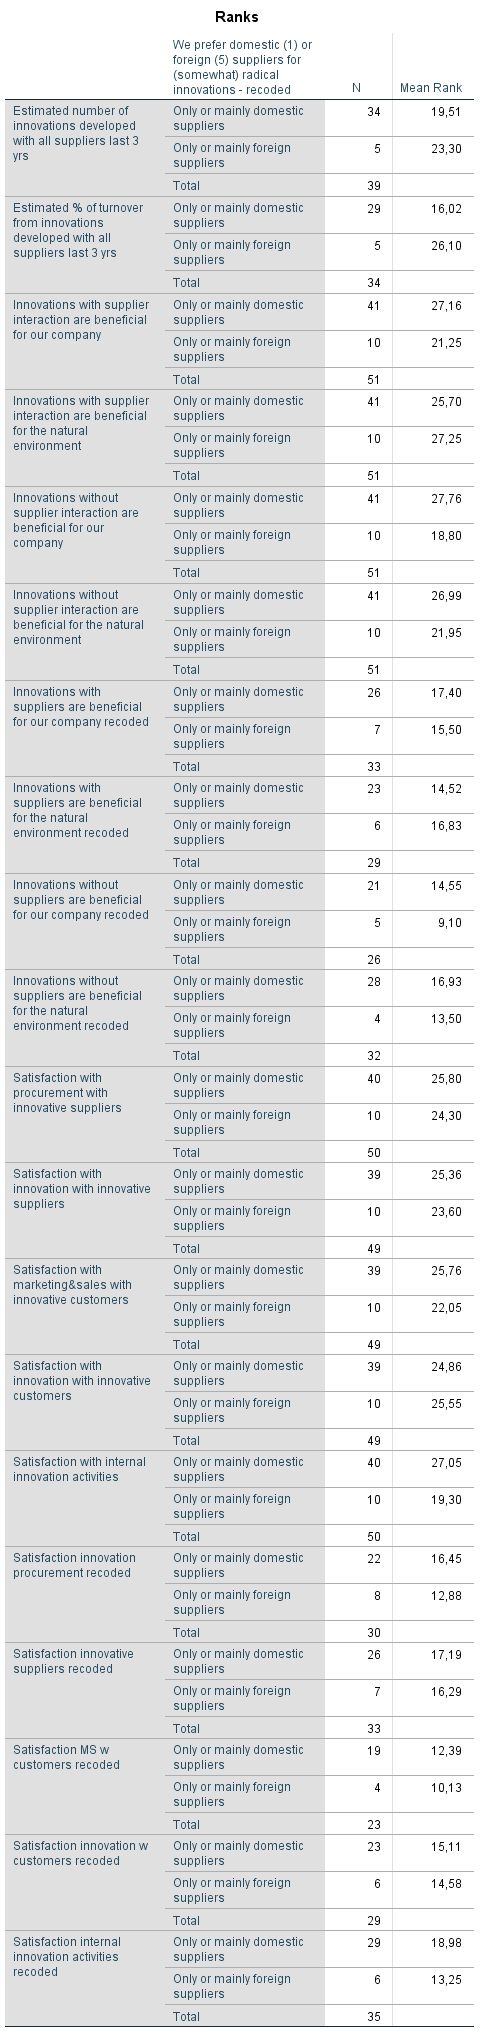 Ranks
We prefer domestic (1) or
foreign (5) suppliers for
(somewhat) radical
innovations - recoded
N
Mean Rank
Estimated number of
innovations developed
with all suppliers last 3
yrs
Only or mainly domestic
suppliers
34
19,51
Only or mainly foreign
suppliers
5
23,30
Total
39
Estimated % of turnover
from innovations
developed with all
suppliers last 3 yrs
Only or mainly domestic
suppliers
29
16,02
Only or mainly foreign
suppliers
5
26,10
Total
34
Innovations with supplier
interaction are beneficial
for our company
Only or mainly domestic
suppliers
41
27,16
Only or mainly foreign
suppliers
10
21,25
Total
51
Innovations with supplier
interaction are beneficial
for the natural
environment
Only or mainly domestic
suppliers
41
25,70
Only or mainly foreign
suppliers
10
27,25
Total
51
Innovations without
supplier interaction are
beneficial for our
company
Only or mainly domestic
suppliers
41
27,76
Only or mainly foreign
suppliers
10
18,80
Total
51
Innovations without
supplier interaction are
beneficial for the natural
environment
Only or mainly domestic
suppliers
41
26,99
Only or mainly foreign
suppliers
10
21,95
Total
51
Innovations with
suppliers are beneficial
for our company recoded
Only or mainly domestic
suppliers
26
17,40
Only or mainly foreign
suppliers
7
15,50
Total
33
Innovations with
suppliers are beneficial
for the natural
environment recoded
Only or mainly domestic
suppliers
23
14,52
Only or mainly foreign
suppliers
6
16,83
Total
29
Innovations without
suppliers are beneficial
for our company recoded
Only or mainly domestic
suppliers
21
14,55
Only or mainly foreign
suppliers
5
9,10
Total
26
Innovations without
suppliers are beneficial
for the natural
environment recoded
Only or mainly domestic
suppliers
28
16,93
Only or mainly foreign
suppliers
4
13,50
Total
32
Satisfaction with
procurement with
innovative suppliers
Only or mainly domestic
suppliers
40
25,80
Only or mainly foreign
suppliers
10
24,30
Total
50
Satisfaction with
innovation with innovative
suppliers
Only or mainly domestic
suppliers
39
25,36
Only or mainly foreign
suppliers
10
23,60
Total
49
Satisfaction with
marketing&sales with
innovative customers
Only or mainly domestic
suppliers
39
25,76
Only or mainly foreign
suppliers
10
22,05
Total
49
Satisfaction with
innovation with innovative
customers
Only or mainly domestic
suppliers
39
24,86
Only or mainly foreign
suppliers
10
25,55
Total
49
Satisfaction with internal
innovation activities
Only or mainly domestic
suppliers
40
27,05
Only or mainly foreign
suppliers
10
19,30
Total
50
Satisfaction innovation
procurement recoded
Only or mainly domestic
suppliers
22
16,45
Only or mainly foreign
suppliers
8
12,88
Total
30
Satisfaction innovative
suppliers recoded
Only or mainly domestic
suppliers
26
17,19
Only or mainly foreign
suppliers
7
16,29
Total
33
Satisfaction MS w
customers recoded
Only or mainly domestic
suppliers
19
12,39
Only or mainly foreign
suppliers
4
10,13
Total
23
Satisfaction innovation w
customers recoded
Only or mainly domestic
suppliers
23
15,11
Only or mainly foreign
suppliers
6
14,58
Total
29
Satisfaction internal
innovation activities
recoded
Only or mainly domestic
suppliers
29
18,98
Only or mainly foreign
suppliers
6
13,25
Total
35